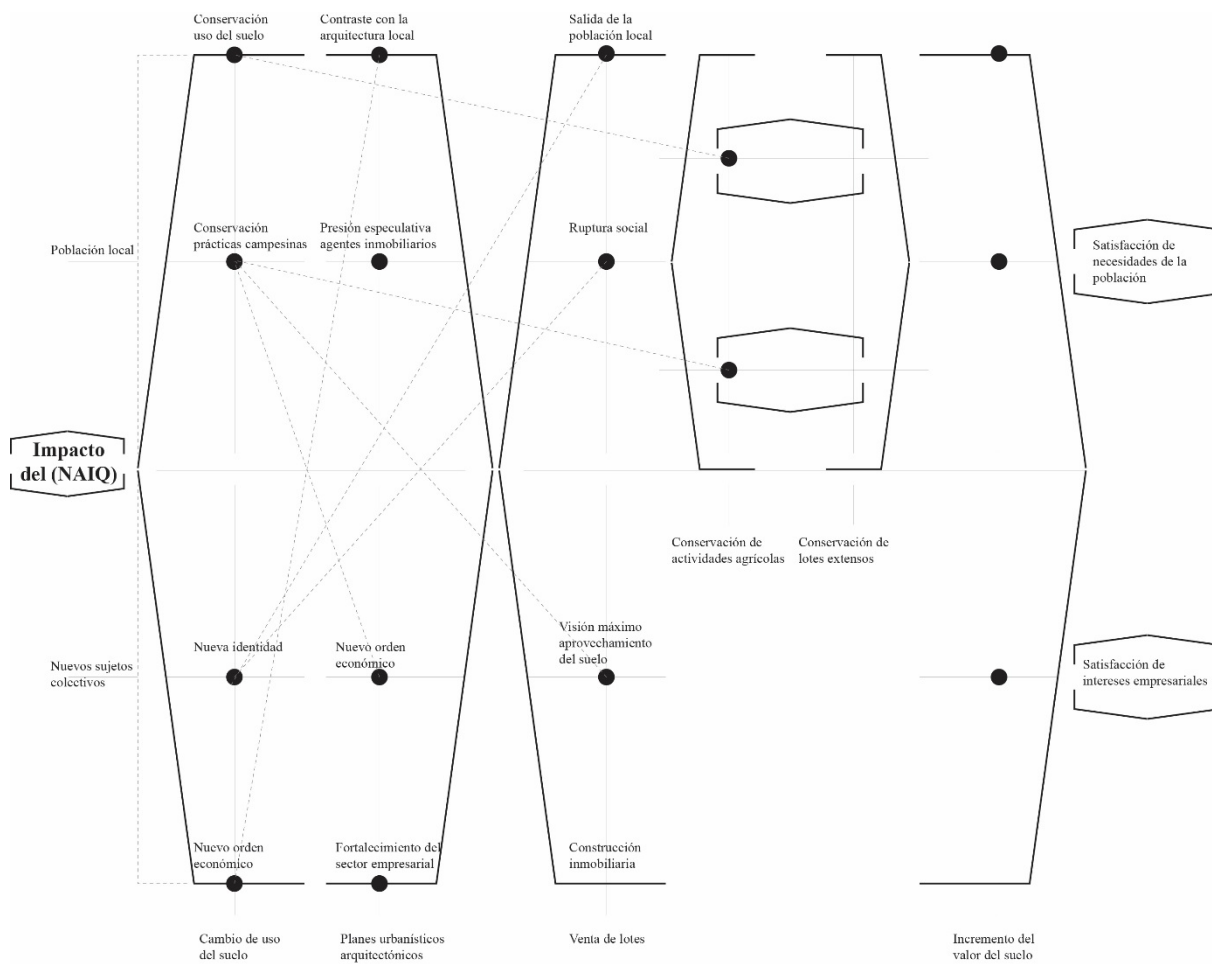 Conservación
uso del suelo
Contraste con la
arquitectura local
Salida de la
población local
Población local
Conservación
prácticas campesinas
Presión especulativa
agentes inmobiliarios
Ruptura social
Satisfacción de
necesidades de la
población
Impacto
del (NAIQ)
Conservación de
actividades agrícolas
Conservación de
lotes extensos
Nuevos sujetos
colectivos
Nueva identidad
Nuevo orden
económico
Visión máximo
aprovechamiento
del suelo
Satisfacción de
intereses empresariales
Nuevo orden
económico
Fortalecimiento del
sector empresarial
Construcción
inmobiliaria
Cambio de uso
del suelo
Planes urbanísticos
arquitectónicos
Venta de lotes
Incremento del
valor del suelo